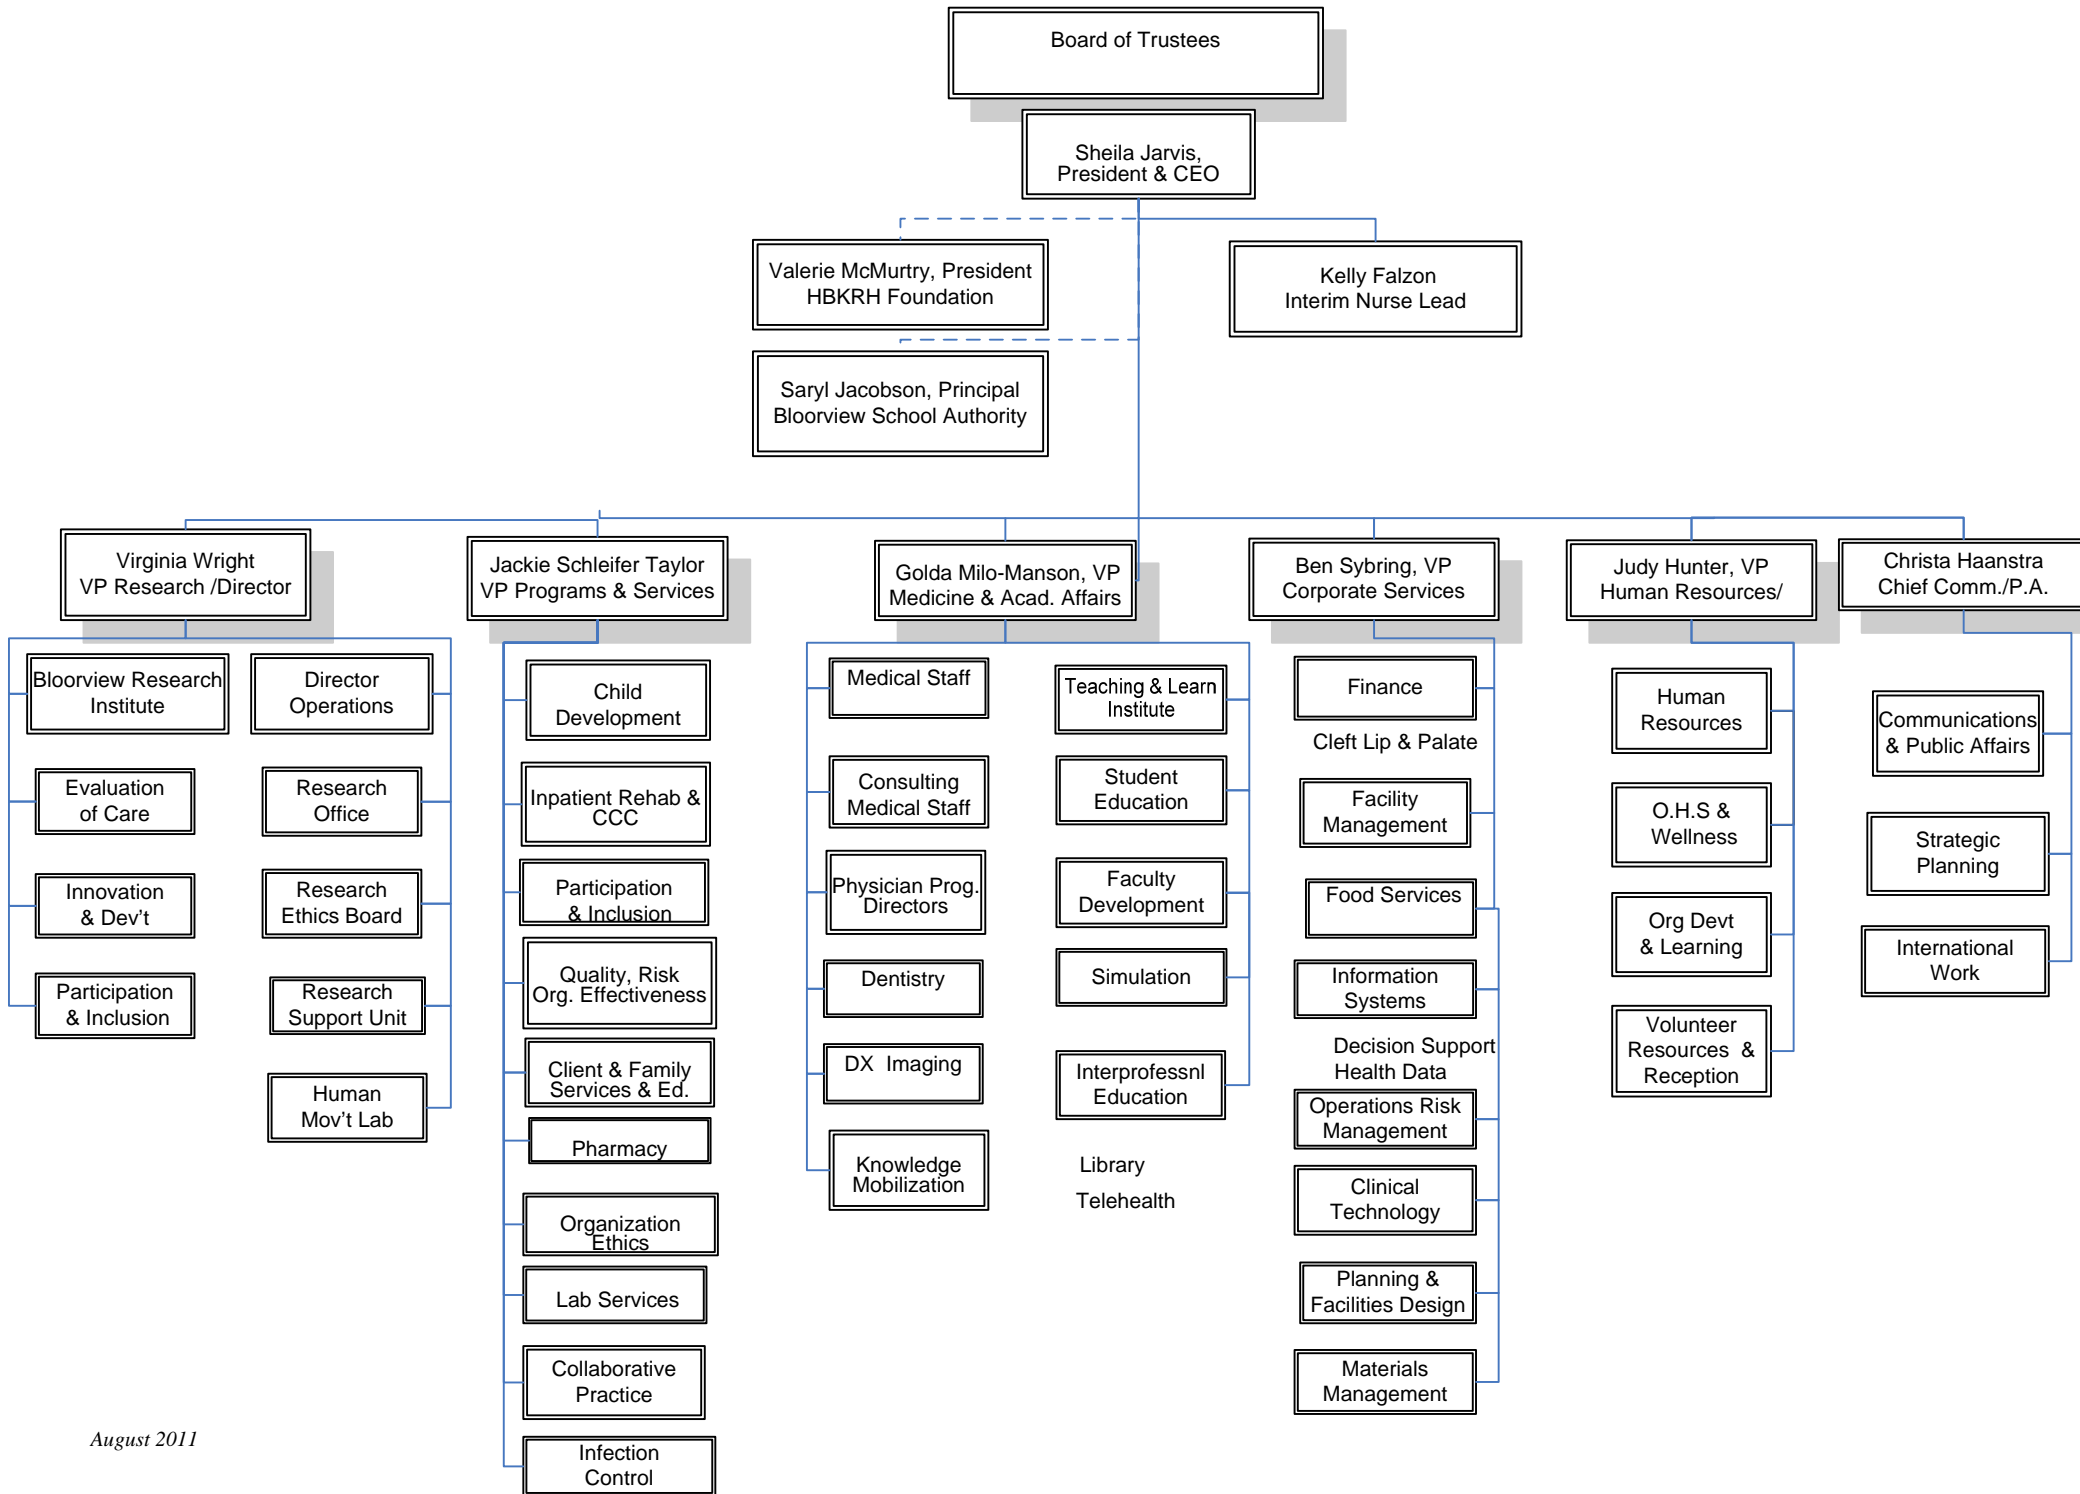 Board of Trustees
Sheila Jarvis,
President & CEO
Valerie McMurtry, President
HBKRH Foundation
Kelly Falzon
Interim Nurse Lead
Saryl Jacobson, Principal
Bloorview School Authority
Virginia Wright
VP Research /Director
Jackie Schleifer Taylor
VP Programs & Services
Golda Milo-Manson, VP
Medicine & Acad. Affairs
Ben Sybring, VP
Corporate Services
Judy Hunter, VP
Human Resources/
Christa Haanstra
Chief Comm./P.A.
Bloorview Research
Institute
Evaluation
of Care
Innovation
& Dev't
Participation
& Inclusion
Director
Operations
Research
Office
Research
Ethics Board
Research
Support Unit
Human
Mov't Lab
Child
Development
Inpatient Rehab &
CCC
Participation
& Inclusion
Quality, Risk
Org. Effectiveness
Client & Family
Services & Ed.
Pharmacy
Organization
Ethics
Lab Services
Collaborative
Practice
Infection
Control
Medical Staff
Consulting
Medical Staff
Physician Prog.
Directors
Dentistry
DX  Imaging
Knowledge
Mobilization
Teaching & Learn
Institute
Student
Education
Faculty
Development
Simulation
Interprofessnl
Education
Library
Telehealth
Finance
Cleft Lip & Palate
Facility
Management
Food Services
Information
Systems
Decision Support
Health Data
Operations Risk
Management
Clinical
Technology
Planning &
Facilities Design
Materials
Management
Human
Resources
O.H.S &
Wellness
Org Devt
& Learning
Volunteer
Resources  &
Reception
Communications
& Public Affairs
Strategic
Planning
International
Work
August 2011